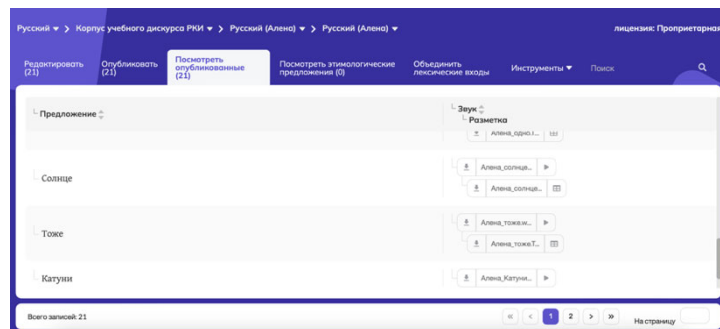 Русский > Корпус учебного дискурса РКИ > Русский (Алена) > Русский (Алена)
лицензия: Проприетарная
Редактировать (21)
Опубликовать (21)
Посмотреть опубликованные (21)
Посмотреть этимологические предложения (0)
Объединить лексические входы
Инструменты
Поиск
Предложение
Звук
Разметка
Алена_одно.T...
Солнце
Алена_солнце...
Алена_солнце...
Тоже
Алена_тоже.w...
Алена_тоже.T...
Катуни
Алена_Катуни...
Всего записей: 21
« < 1 2 > »
На страницу